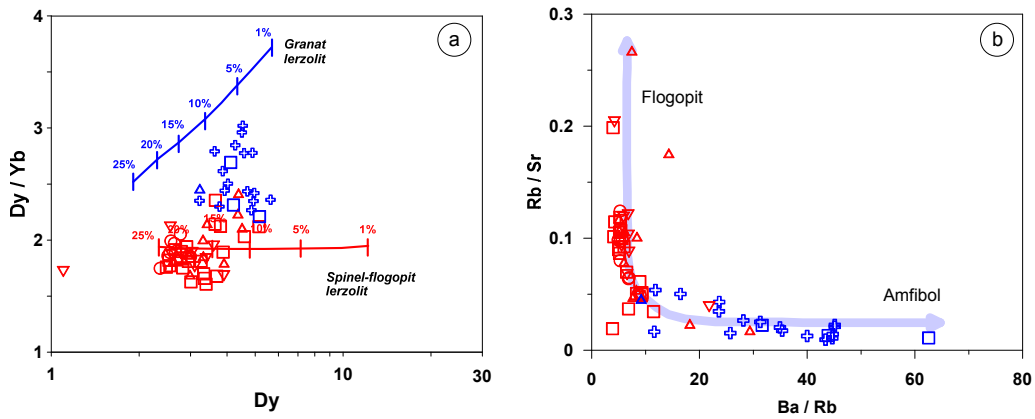 a
Dy / Yb
4
3
2
1
1%
5%
10%
15%
20%
25%
Granat
lerzolit
25%
20%
15%
10%
5%
1%
Spinel-flogopit
lerzolit
1
10
30
Dy
b
Rb / Sr
0.3
0.2
0.1
0
Flogopit
Amfibol
0
20
40
60
80
Ba / Rb